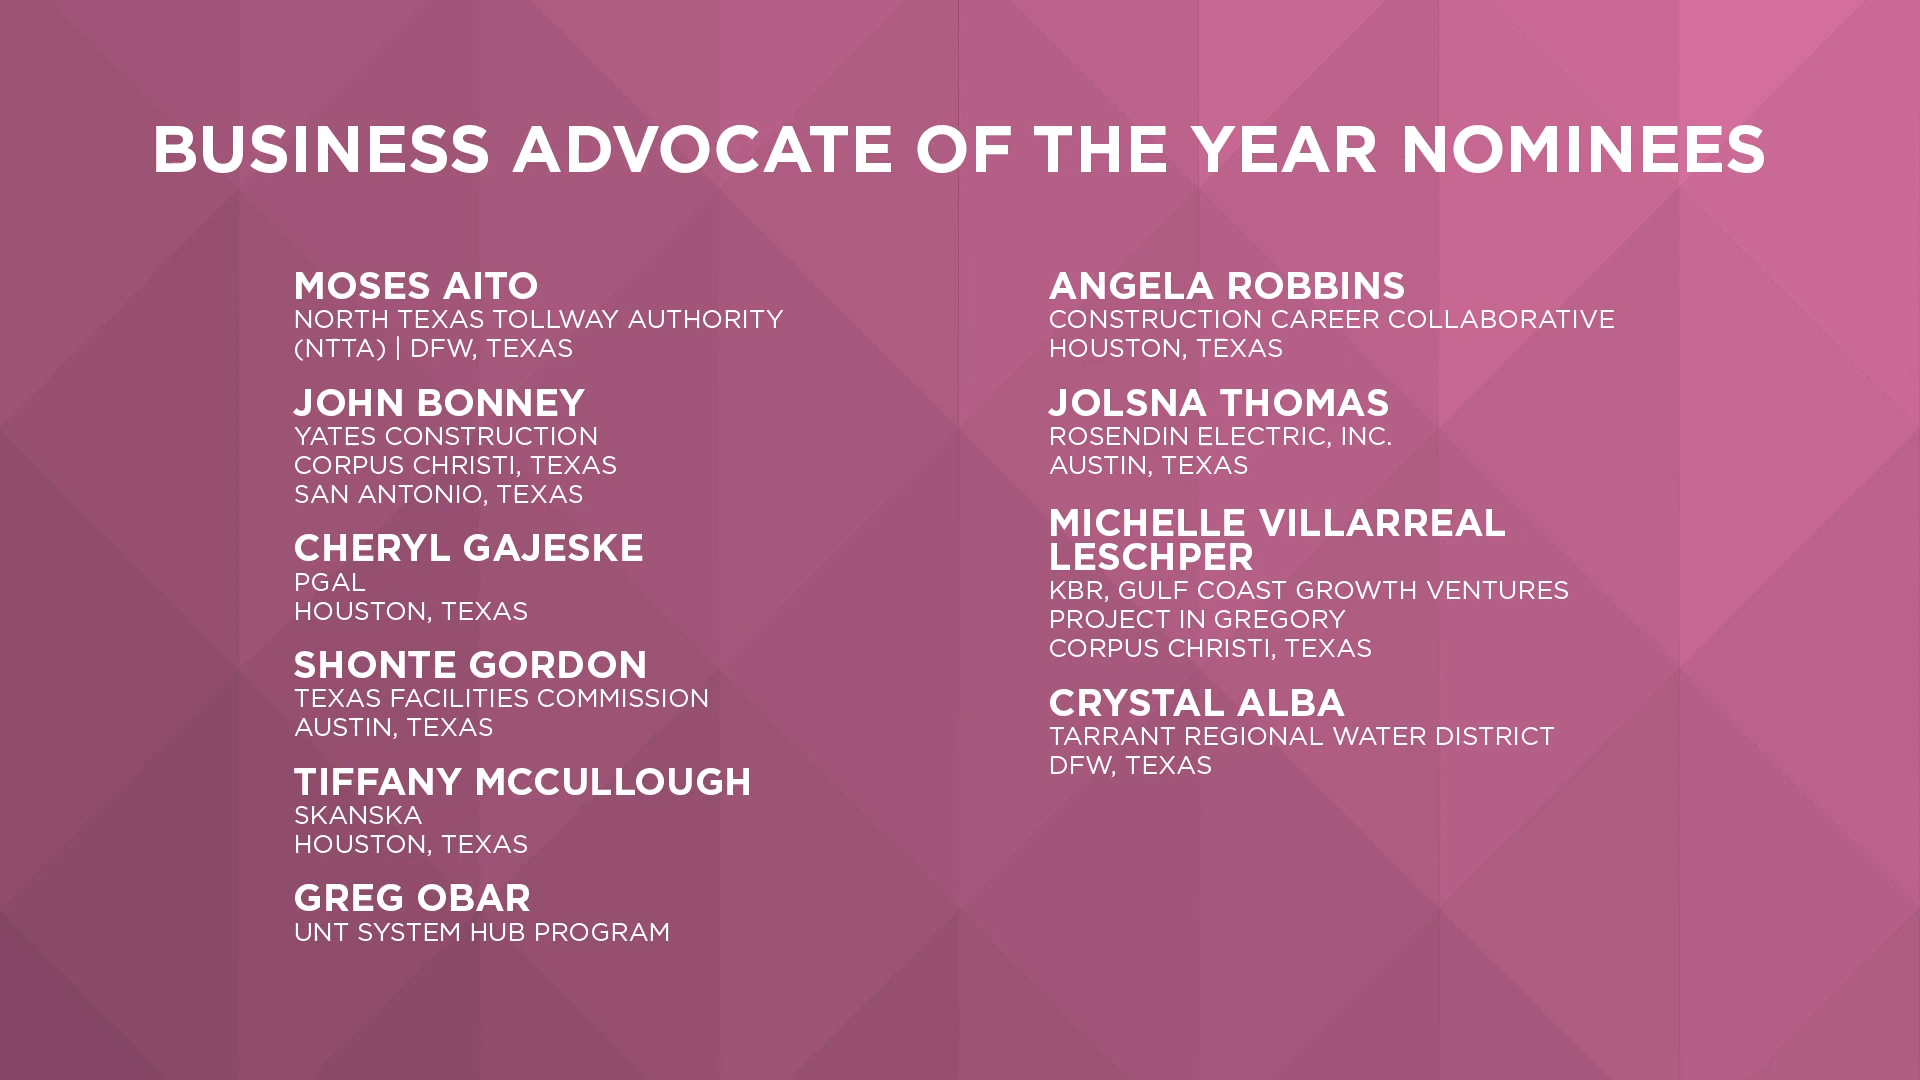 BUSINESS ADVOCATE OF THE YEAR NOMINEES
MOSES AITO
NORTH TEXAS TOLLWAY AUTHORITY
(NTTA) | DFW, TEXAS
JOHN BONNEY
YATES CONSTRUCTION
CORPUS CHRISTI, TEXAS
SAN ANTONIO, TEXAS
CHERYL GAJESKE
PGAL
HOUSTON, TEXAS
SHONTE GORDON
TEXAS FACILITIES COMMISSION
AUSTIN, TEXAS
TIFFANY MCCULLOUGH
SKANSKA
HOUSTON, TEXAS
GREG OBAR
UNT SYSTEM HUB PROGRAM
ANGELA ROBBINS
CONSTRUCTION CAREER COLLABORATIVE
HOUSTON, TEXAS
JOLSNA THOMAS
ROSENDIN ELECTRIC, INC.
AUSTIN, TEXAS
MICHELLE VILLARREAL
LESCHPER
KBR, GULF COAST GROWTH VENTURES
PROJECT IN GREGORY
CORPUS CHRISTI, TEXAS
CRYSTAL ALBA
TARRANT REGIONAL WATER DISTRICT
DFW, TEXAS